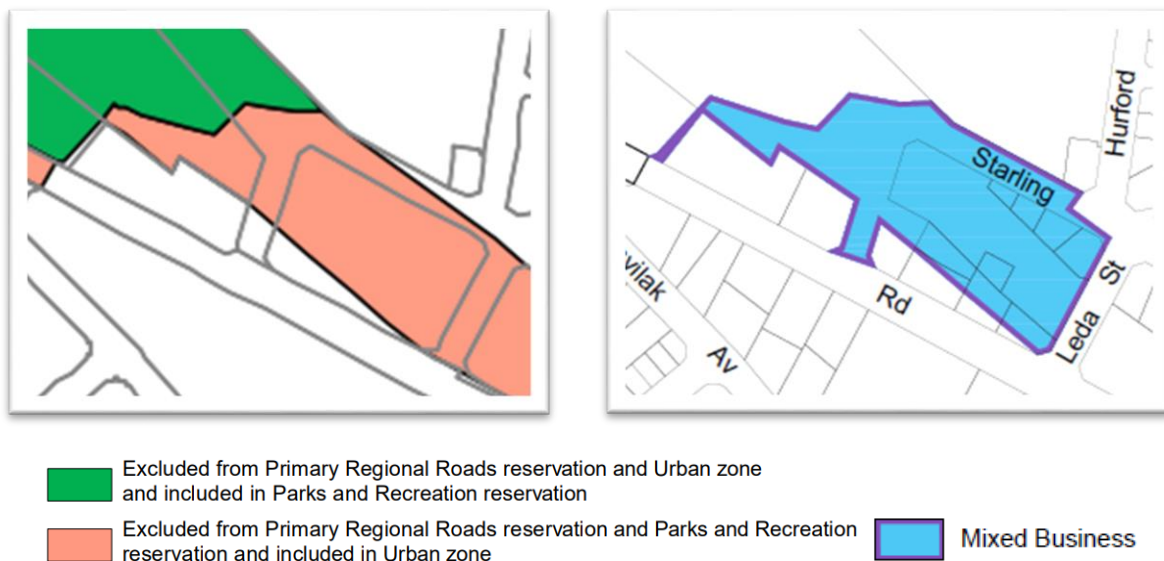 Hurford
Starling
St
Leda
Rd
vilak
Av
Excluded from Primary Regional Roads reservation and Urban zone
and included in Parks and Recreation reservation
Excluded from Primary Regional Roads reservation and Parks and Recreation
reservation and included in Urban zone
Mixed Business